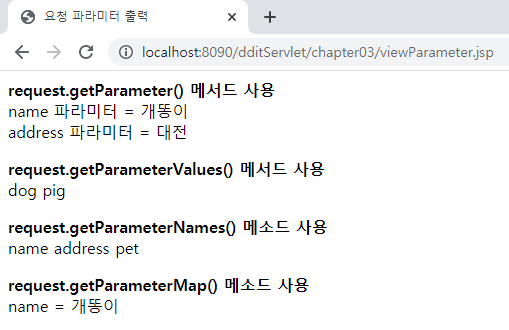 요청 파라미터 출력
localhost:8090/dditServlet/chapter03/viewParameter.jsp
request.getParameter() 메서드 사용
name 파라미터 = 개똥이
address 파라미터 = 대전
request.getParameterValues() 메서드 사용
dog pig
request.getParameterNames() 메소드 사용
name address pet
request.getParameterMap() 메소드 사용
name = 개똥이